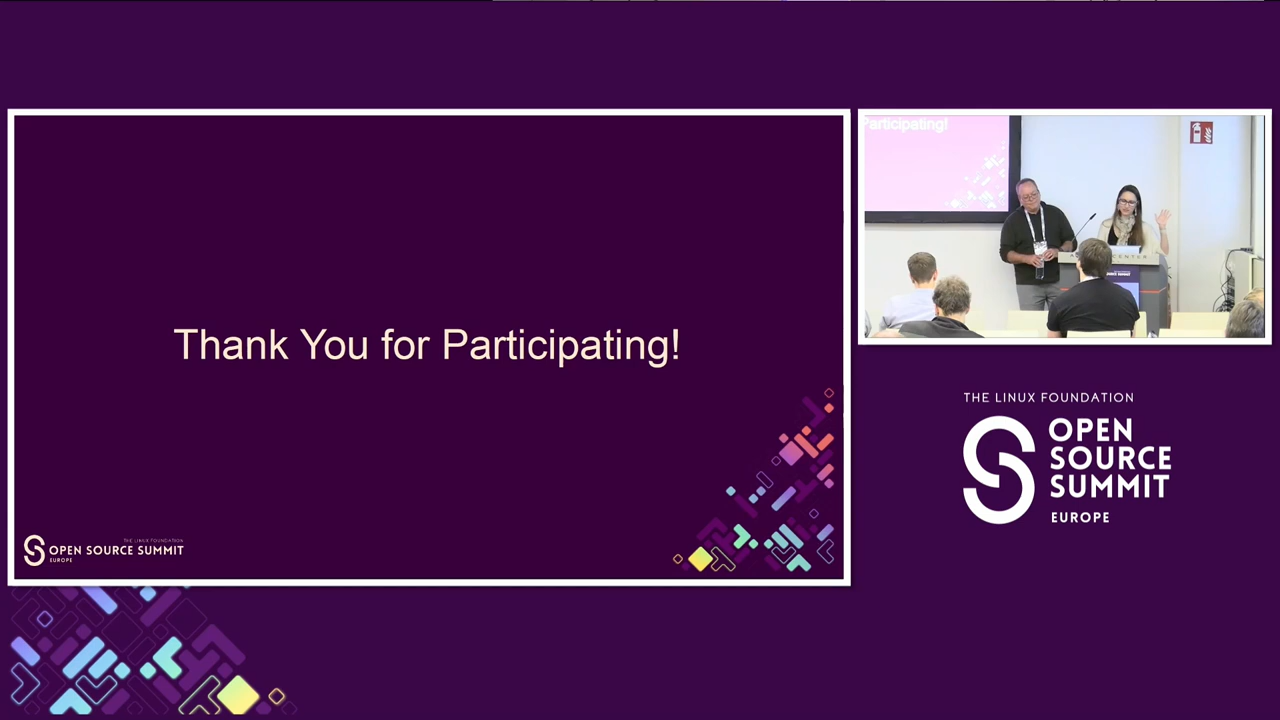 Thank You for Participating!
THE LINUX FOUNDATION
OPEN SOURCE SUMMIT
EUROPE
Participating!
CENTER
THE LINUX FOUNDATION
OPEN
SOURCE
SUMMIT
EUROPE